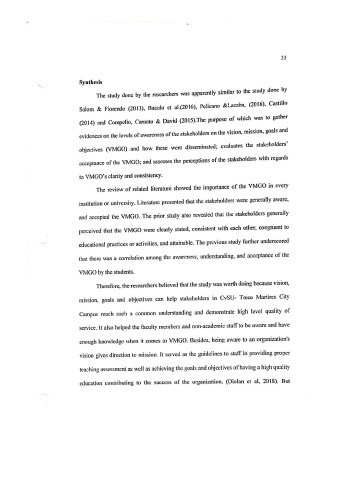 31
Synthesis
The study done by the researchers was apparently similar to the study done by
Salom & Florendo (2013), Bacudo et al.(2016), Pelicano &Lacaba, (2016), Castillo
(2014) and Compelio, Caranto & David (2015).The purpose of which was to gather
evidences on the levels of awareness of the stakeholders on the vision, mission, goals and
objectives (VMGO) and how these were disseminated; evaluates the stakeholders'
acceptance of the VMGO; and assesses the perceptions of the stakeholders with regards
to VMGO's clarity and consistency.
The review of related literature showed the importance of the VMGO in every
institution or university. Literature presented that the stakeholders were generally aware,
and accepted the VMGO. The prior study also revealed that the stakeholders generally
perceived that the VMGO were clearly stated, consistent with each other, congruent to
educational practices or activities, and attainable. The previous study further underscored
that there was a correlation among the awareness, understanding, and acceptance of the
VMGO by the students.
Therefore, the researchers believed that the study was worth doing because vision,
mission, goals and objectives can help stakeholders in CvSU- Trece Martires City
Campus reach such a common understanding and demonstrate high level quality of
service. It also helped the faculty members and non-academic staff to be aware and have
enough knowledge when it comes to VMGO. Besides, being aware to an organization's
vision gives direction to mission. It served as the guidelines to staff in providing proper
teaching assessment as well as achieving the goals and objectives of having a high quality
education contributing to the success of the organization. (Diolan et al, 2018). But